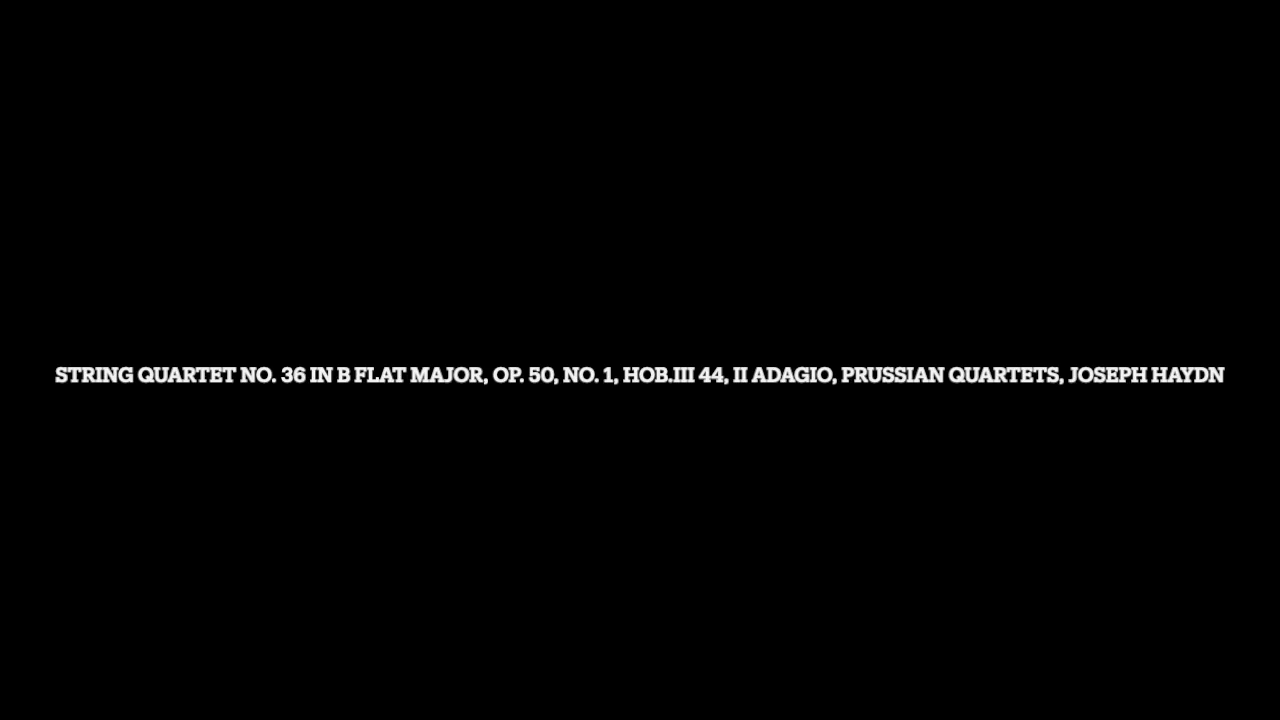 STRING QUARTET NO. 36 IN B FLAT MAJOR, OP. 50, NO. 1, HOB.III 44, II ADAGIO, PRUSSIAN QUARTETS, JOSEPH HAYDN